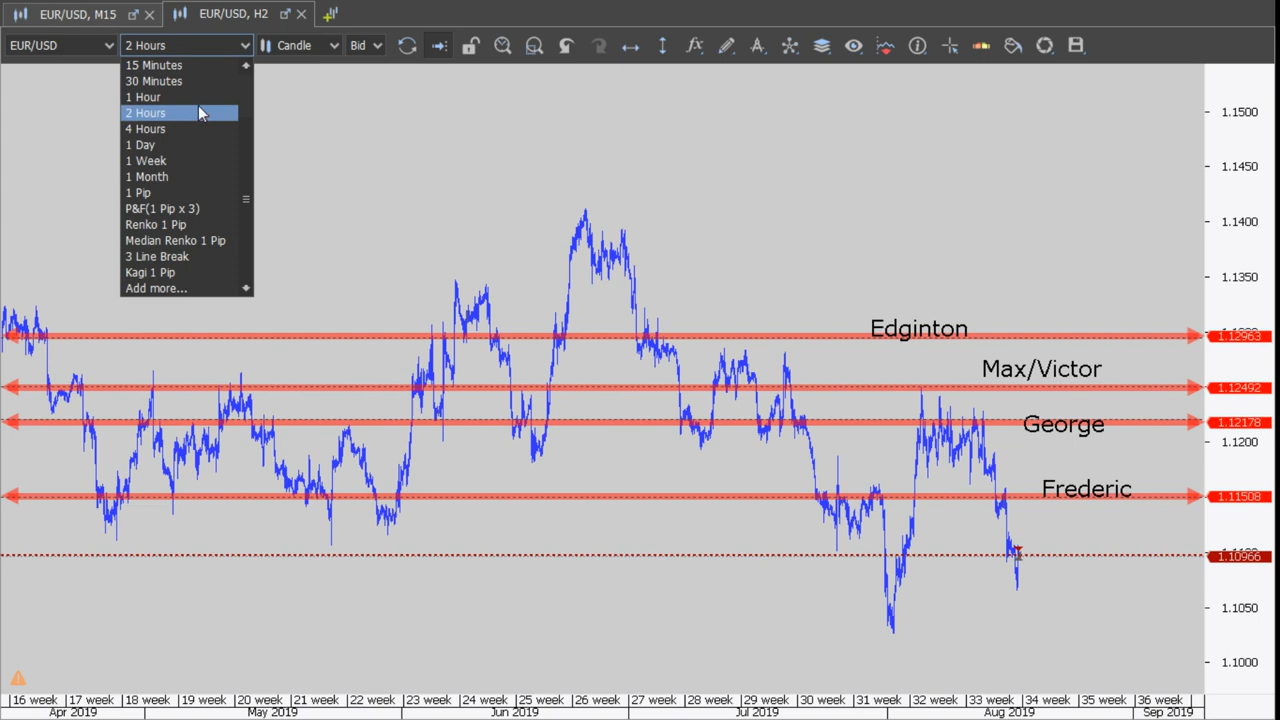 EUR/USD, M15
EUR/USD, H2
EUR/USD 2 Hours Candle Bid
15 Minutes
30 Minutes
1 Hour
2 Hours
4 Hours
1 Day
1 Week
1 Month
1 Pip
P&F(1 Pip x 3)
Renko 1 Pip
Median Renko 1 Pip
3 Line Break
Kagi 1 Pip
Add more...
1.1500
1.1450
1.1400
1.1350
Edginton
1.12963
Max/Victor
1.12492
George
1.12178
1.1200
Frederic
1.11508
1.10966
1.1050
1.1000
16 week 17 week 18 week 19 week 20 week 21 week 22 week 23 week 24 week 25 week 26 week 27 week 28 week 29 week 30 week 31 week 32 week 33 week 34 week 35 week 36 week
Apr 2019 May 2019 Jun 2019 Jul 2019 Aug 2019 Sep 2019